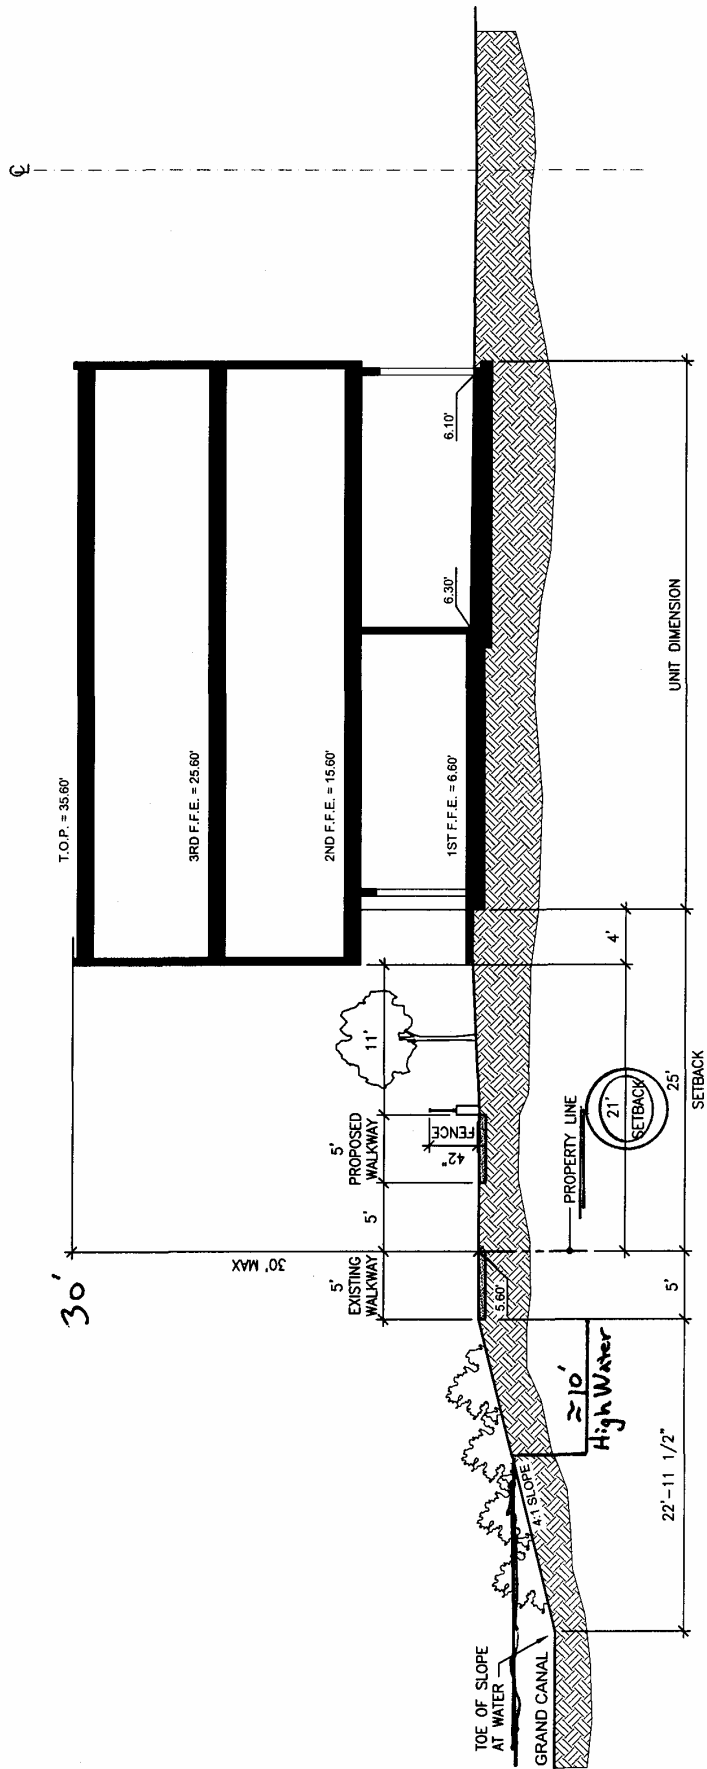 ℄
30'
30' MAX
T.O.P. = 35.60'
3RD F.F.E. = 25.60'
2ND F.F.E. = 15.60'
1ST F.F.E. = 6.60'
6.30'
6.10'
5'
EXISTING
WALKWAY
5'
5'
PROPOSED
WALKWAY
11'
42"
FENCE
5.60'
TOE OF SLOPE
AT WATER
GRAND CANAL
4:1 SLOPE
≈10'
High Water
PROPERTY LINE
21'
SETBACK
4'
22'-11 1/2"
5'
25'
SETBACK
UNIT DIMENSION